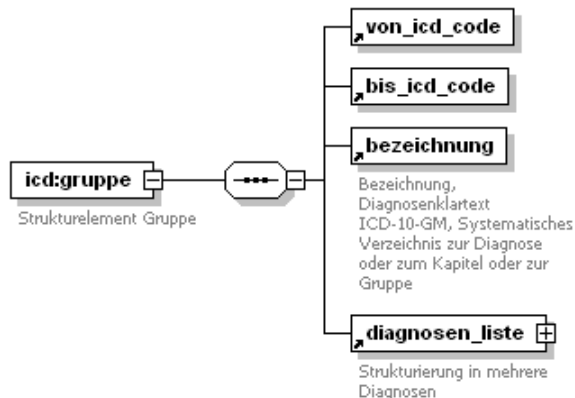 von_icd_code
bis_icd_code
bezeichnung
Bezeichnung,
Diagnosenklartext
ICD-10-GM, Systematisches
Verzeichnis zur Diagnose
oder zum Kapitel oder zur
Gruppe
icd:gruppe
Strukturelement Gruppe
diagnosen_liste
Strukturierung in mehrere
Diagnosen